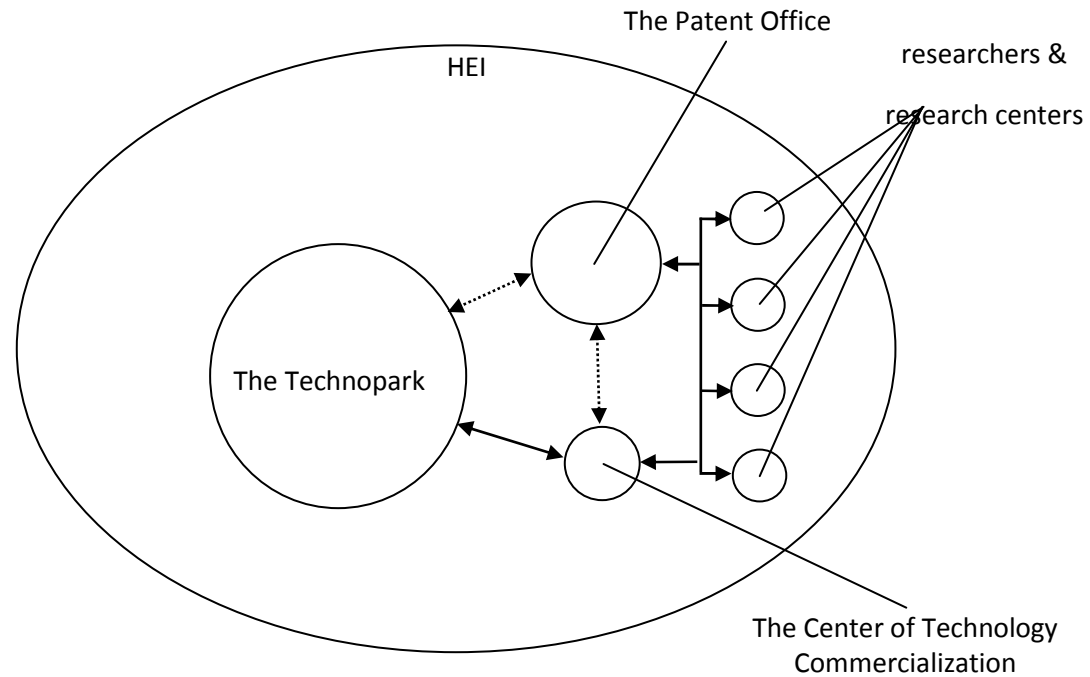 The Patent Office
researchers &
research centers
HEI
The Technopark
The Center of Technology
Commercialization